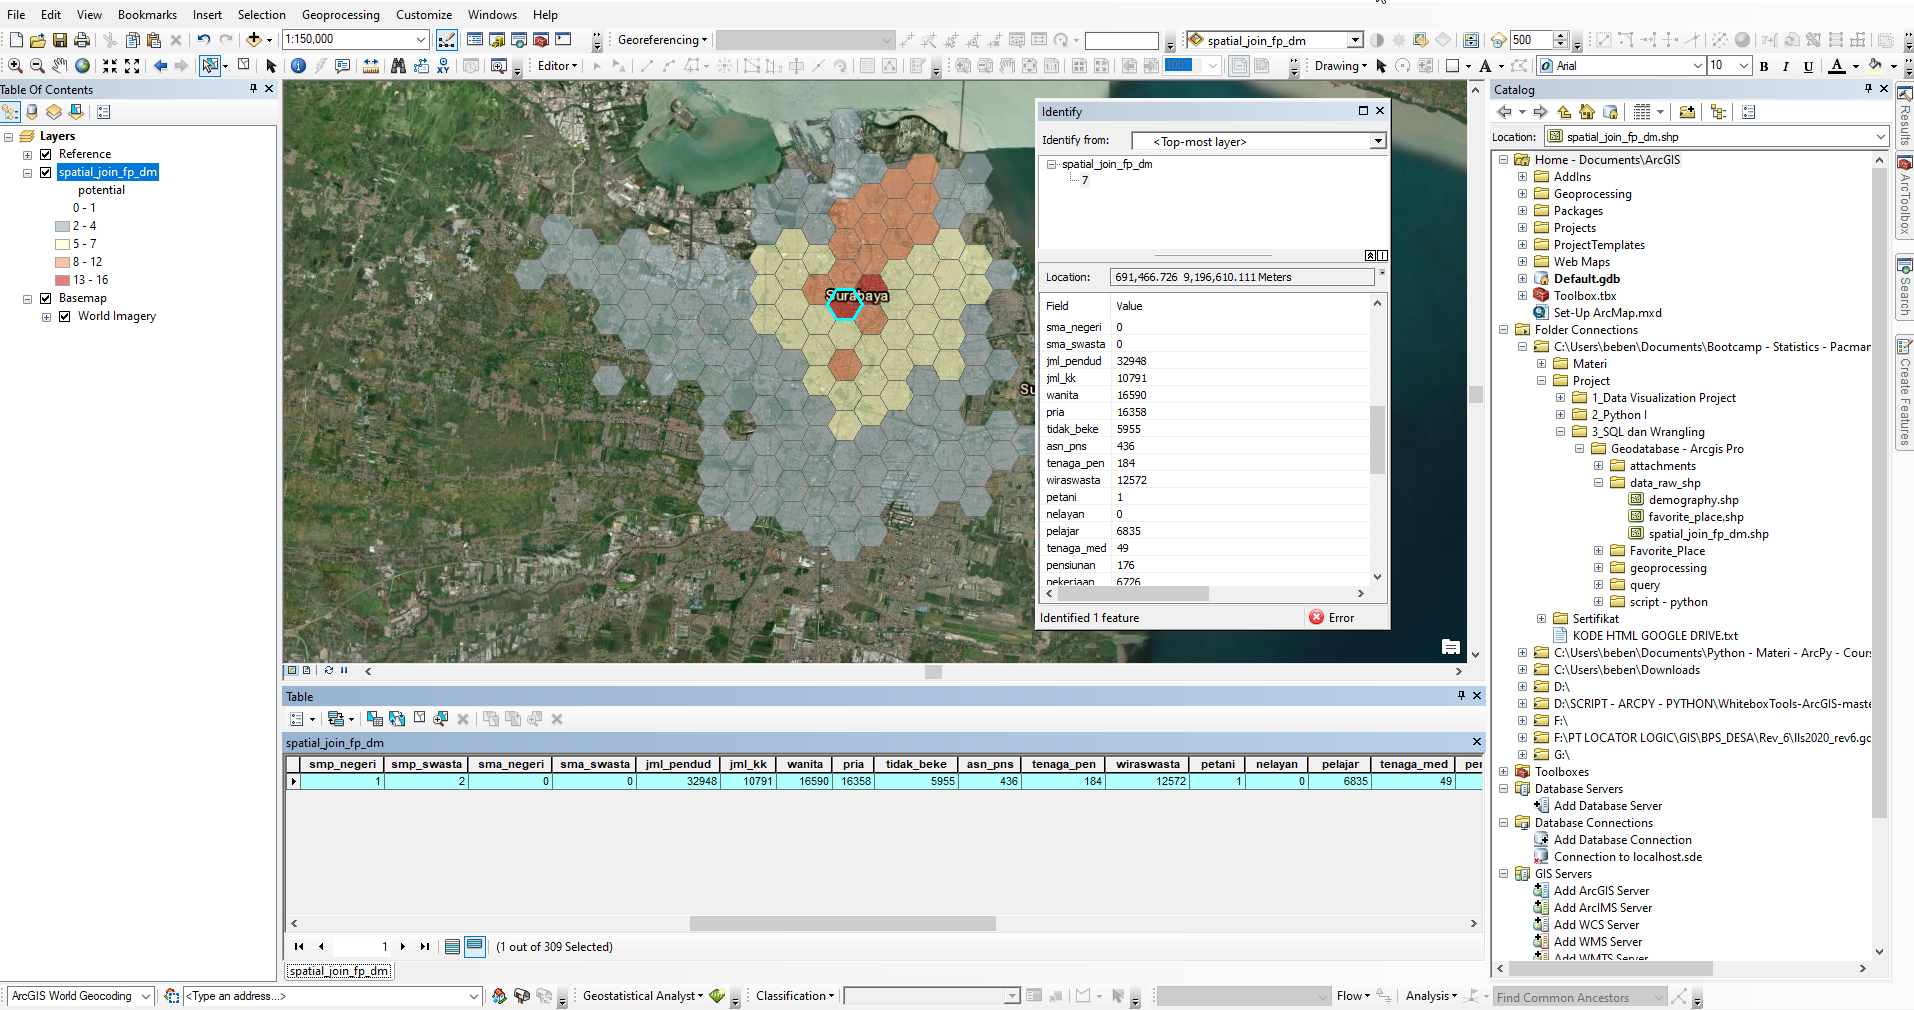 File Edit View Bookmarks Insert Selection Geoprocessing Customize Windows Help
1:150,000 Georeferencing spatial_join_fp_dm 500
Editor 100% Drawing Arial 10 B I U A
Table Of Contents
Layers
Reference
spatial_join_fp_dm
potential
0 - 1
2 - 4
5 - 7
8 - 12
13 - 16
Basemap
World Imagery
Surabaya
Su
Identify
Identify from: <Top-most layer>
spatial_join_fp_dm
7
Location: 691,466.726 9,196,610.111 Meters
Field Value
sma_negeri 0
sma_swasta 0
jml_pendud 32948
jml_kk 10791
wanita 16590
pria 16358
tidak_beke 5955
asn_pns 436
tenaga_pen 184
wiraswasta 12572
petani 1
nelayan 0
pelajar 6835
tenaga_med 49
pensiunan 176
pekerjaan 6726
Identified 1 feature Error
Table
spatial_join_fp_dm
smp_negeri smp_swasta sma_negeri sma_swasta jml_pendud jml_kk wanita pria tidak_beke asn_pns tenaga_pen wiraswasta petani nelayan pelajar tenaga_med per
1 2 0 0 32948 10791 16590 16358 5955 436 184 12572 1 0 6835 49
1 (1 out of 309 Selected)
spatial_join_fp_dm
Catalog
Location: spatial_join_fp_dm.shp
Home - Documents\ArcGIS
AddIns
Geoprocessing
Packages
Projects
ProjectTemplates
Web Maps
Default.gdb
Toolbox.tbx
Set-Up ArcMap.mxd
Folder Connections
C:\Users\beben\Documents\Bootcamp - Statistics - Pacman
Materi
Project
1_Data Visualization Project
2_Python I
3_SQL dan Wrangling
Geodatabase - Arcgis Pro
attachments
data_raw_shp
demography.shp
favorite_place.shp
spatial_join_fp_dm.shp
Favorite_Place
geoprocessing
query
script - python
Sertifikat
KODE HTML GOOGLE DRIVE.txt
C:\Users\beben\Documents\Python - Materi - ArcPy - Cour
C:\Users\beben\Downloads
D:\
D:\SCRIPT - ARCPY - PYTHON\WhiteboxTools-ArcGIS-maste
F:\
F:\PT LOCATOR LOGIC\GIS\BPS_DESA\Rev_6\lls2020_rev6.gd
G:\
Toolboxes
Database Servers
Add Database Server
Database Connections
Add Database Connection
Connection to localhost.sde
GIS Servers
Add ArcGIS Server
Add ArcIMS Server
Add WCS Server
Add WMS Server
Add WMTS Server
Results
ArcToolbox
Search
Create Features
ArcGIS World Geocoding <Type an address...> Geostatistical Analyst Classification Flow Analysis Find Common Ancestors